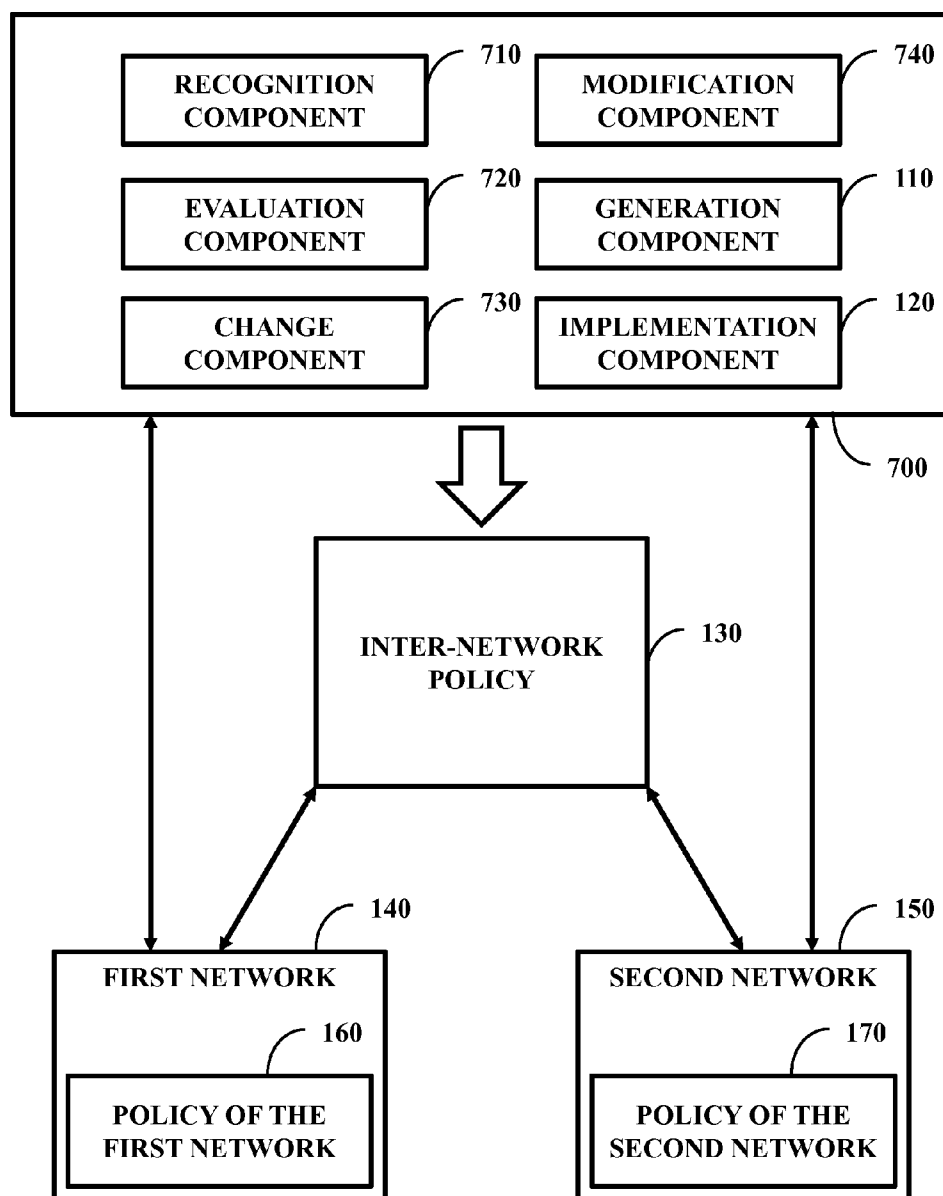 710
RECOGNITION
COMPONENT
740
MODIFICATION
COMPONENT
720
EVALUATION
COMPONENT
110
GENERATION
COMPONENT
730
CHANGE
COMPONENT
120
IMPLEMENTATION
COMPONENT
700
INTER-NETWORK
POLICY
130
140
FIRST NETWORK
160
POLICY OF THE
FIRST NETWORK
150
SECOND NETWORK
170
POLICY OF THE
SECOND NETWORK